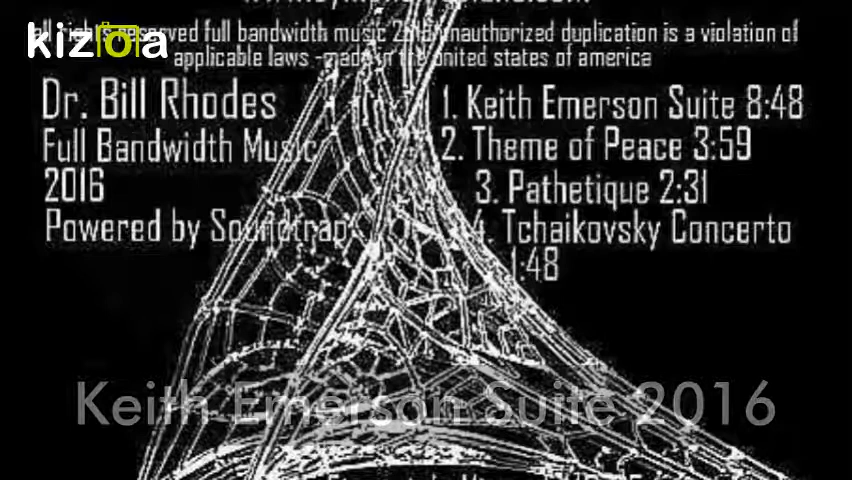 kizoa
all rights reserved full bandwidth music 2016 unauthorized duplication is a violation of
applicable laws -made in the united states of america
Dr. Bill Rhodes
Full Bandwidth Music
2016
Powered by Soundtrap
1. Keith Emerson Suite 8:48
2. Theme of Peace 3:59
3. Pathetique 2:31
4. Tchaikovsky Concerto
1:48
Keith Emerson Suite 2016